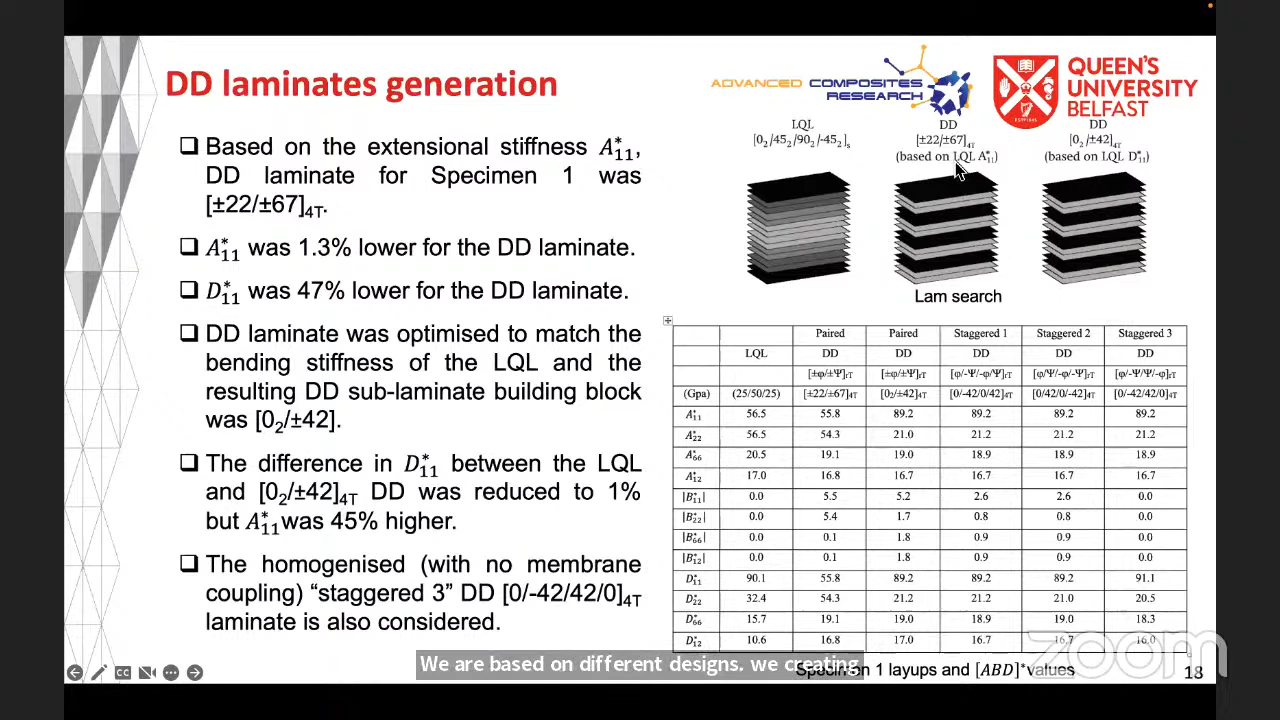 DD laminates generation
ADVANCED COMPOSITES
RESEARCH
QUEEN'S
UNIVERSITY
BELFAST
❑ Based on the extensional stiffness A*11,
DD laminate for Specimen 1 was
[±22/±67]4T.
❑ A*11 was 1.3% lower for the DD laminate.
❑ D*11 was 47% lower for the DD laminate.
❑ DD laminate was optimised to match the
bending stiffness of the LQL and the
resulting DD sub-laminate building block
was [02/±42].
❑ The difference in D*11 between the LQL
and [02/±42]4T DD was reduced to 1%
but A*11 was 45% higher.
❑ The homogenised (with no membrane
coupling) “staggered 3” DD [0/-42/42/0]4T
laminate is also considered.
LQL
[02/452/902/-452]s
DD
[±22/±67]4T
(based on LQL A*11)
DD
[02/±42]4T
(based on LQL D*11)
Lam search
Paired Paired Staggered 1 Staggered 2 Staggered 3
LQL DD DD DD DD DD
[±φ/±Ψ]rT [±φ/±Ψ]rT [φ/-Ψ/-φ/Ψ]rT [φ/Ψ/-φ/-Ψ]rT [φ/-Ψ/Ψ/-φ]rT
(Gpa) (25/50/25) [±22/±67]4T [02/±42]4T [0/-42/0/42]4T [0/42/0/-42]4T [0/-42/42/0]4T
A*11 56.5 55.8 89.2 89.2 89.2 89.2
A*22 56.5 54.3 21.0 21.2 21.2 21.2
A*66 20.5 19.1 19.0 18.9 18.9 18.9
A*12 17.0 16.8 16.7 16.7 16.7 16.7
|B*11| 0.0 5.5 5.2 2.6 2.6 0.0
|B*22| 0.0 5.4 1.7 0.8 0.8 0.0
|B*66| 0.0 0.1 1.8 0.9 0.9 0.0
|B*12| 0.0 0.1 1.8 0.9 0.9 0.0
D*11 90.1 55.8 89.2 89.2 89.2 91.1
D*22 32.4 54.3 21.2 21.2 21.0 20.5
D*66 15.7 19.1 19.0 18.9 19.0 18.3
D*12 10.6 16.8 17.0 16.7 16.7 16.0
zoom
Specimen 1 layups and [ABD]*values
18
We are based on different designs. we creating
CC